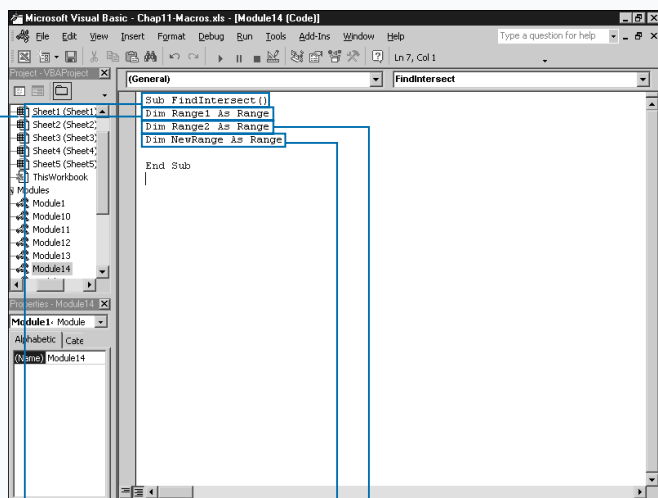 Microsoft Visual Basic - Chap11-Macros.xls - [Module14 (Code)]
File Edit View Insert Format Debug Run Tools Add-Ins Window Help
Type a question for help
Ln 7, Col 1
Project - VBAProject
(General)
FindIntersect
Sheet1 (Sheet1)
Sheet2 (Sheet2)
Sheet3 (Sheet3)
Sheet4 (Sheet4)
Sheet5 (Sheet5)
ThisWorkbook
Modules
Module1
Module10
Module11
Module12
Module13
Module14
Sub FindIntersect()
Dim Range1 As Range
Dim Range2 As Range
Dim NewRange As Range
End Sub
Properties - Module14
Module1 Module
Alphabetic Cate
(Name) Module14